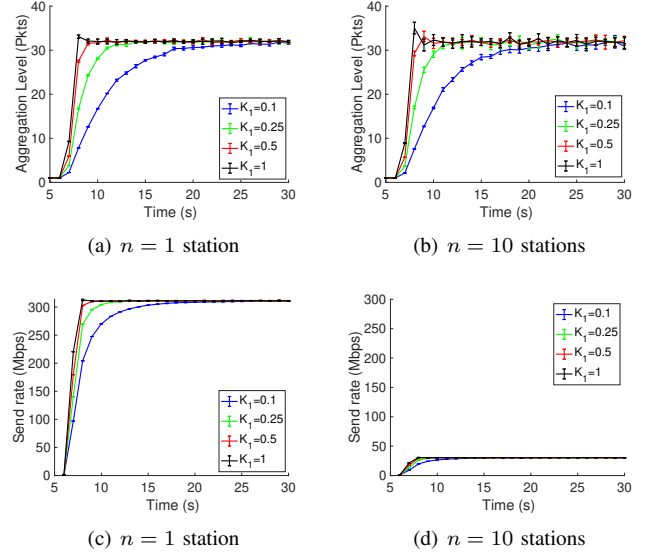 Aggregation Level (Pkts)
40
30
20
10
0
K1=0.1
K1=0.25
K1=0.5
K1=1
5 10 15 20 25 30
Time (s)
(a) n = 1 station
Aggregation Level (Pkts)
40
30
20
10
0
K1=0.1
K1=0.25
K1=0.5
K1=1
5 10 15 20 25 30
Time (s)
(b) n = 10 stations
Send rate (Mbps)
300
250
200
150
100
50
0
K1=0.1
K1=0.25
K1=0.5
K1=1
5 10 15 20 25 30
Time (s)
(c) n = 1 station
Send rate (Mbps)
300
250
200
150
100
50
0
K1=0.1
K1=0.25
K1=0.5
K1=1
5 10 15 20 25 30
Time (s)
(d) n = 10 stations